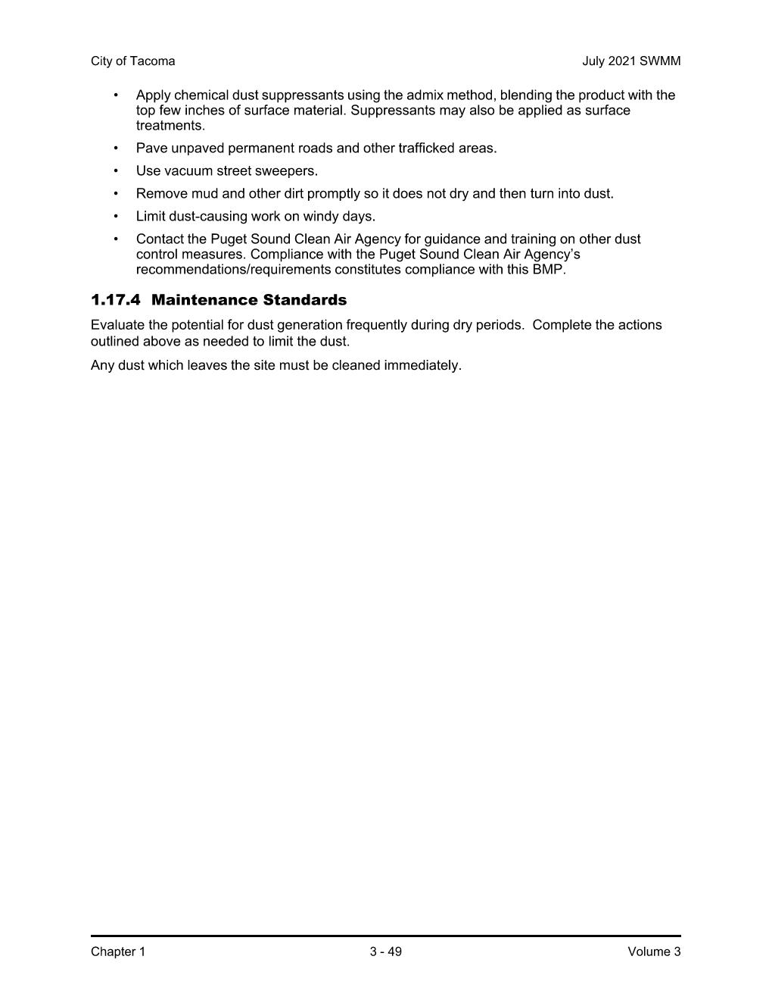 City of Tacoma July 2021 SWMM
• Apply chemical dust suppressants using the admix method, blending the product with the
top few inches of surface material. Suppressants may also be applied as surface
treatments.
• Pave unpaved permanent roads and other trafficked areas.
• Use vacuum street sweepers.
• Remove mud and other dirt promptly so it does not dry and then turn into dust.
• Limit dust-causing work on windy days.
• Contact the Puget Sound Clean Air Agency for guidance and training on other dust
control measures. Compliance with the Puget Sound Clean Air Agency's
recommendations/requirements constitutes compliance with this BMP.
1.17.4 Maintenance Standards
Evaluate the potential for dust generation frequently during dry periods. Complete the actions
outlined above as needed to limit the dust.
Any dust which leaves the site must be cleaned immediately.
Chapter 1 3 - 49 Volume 3